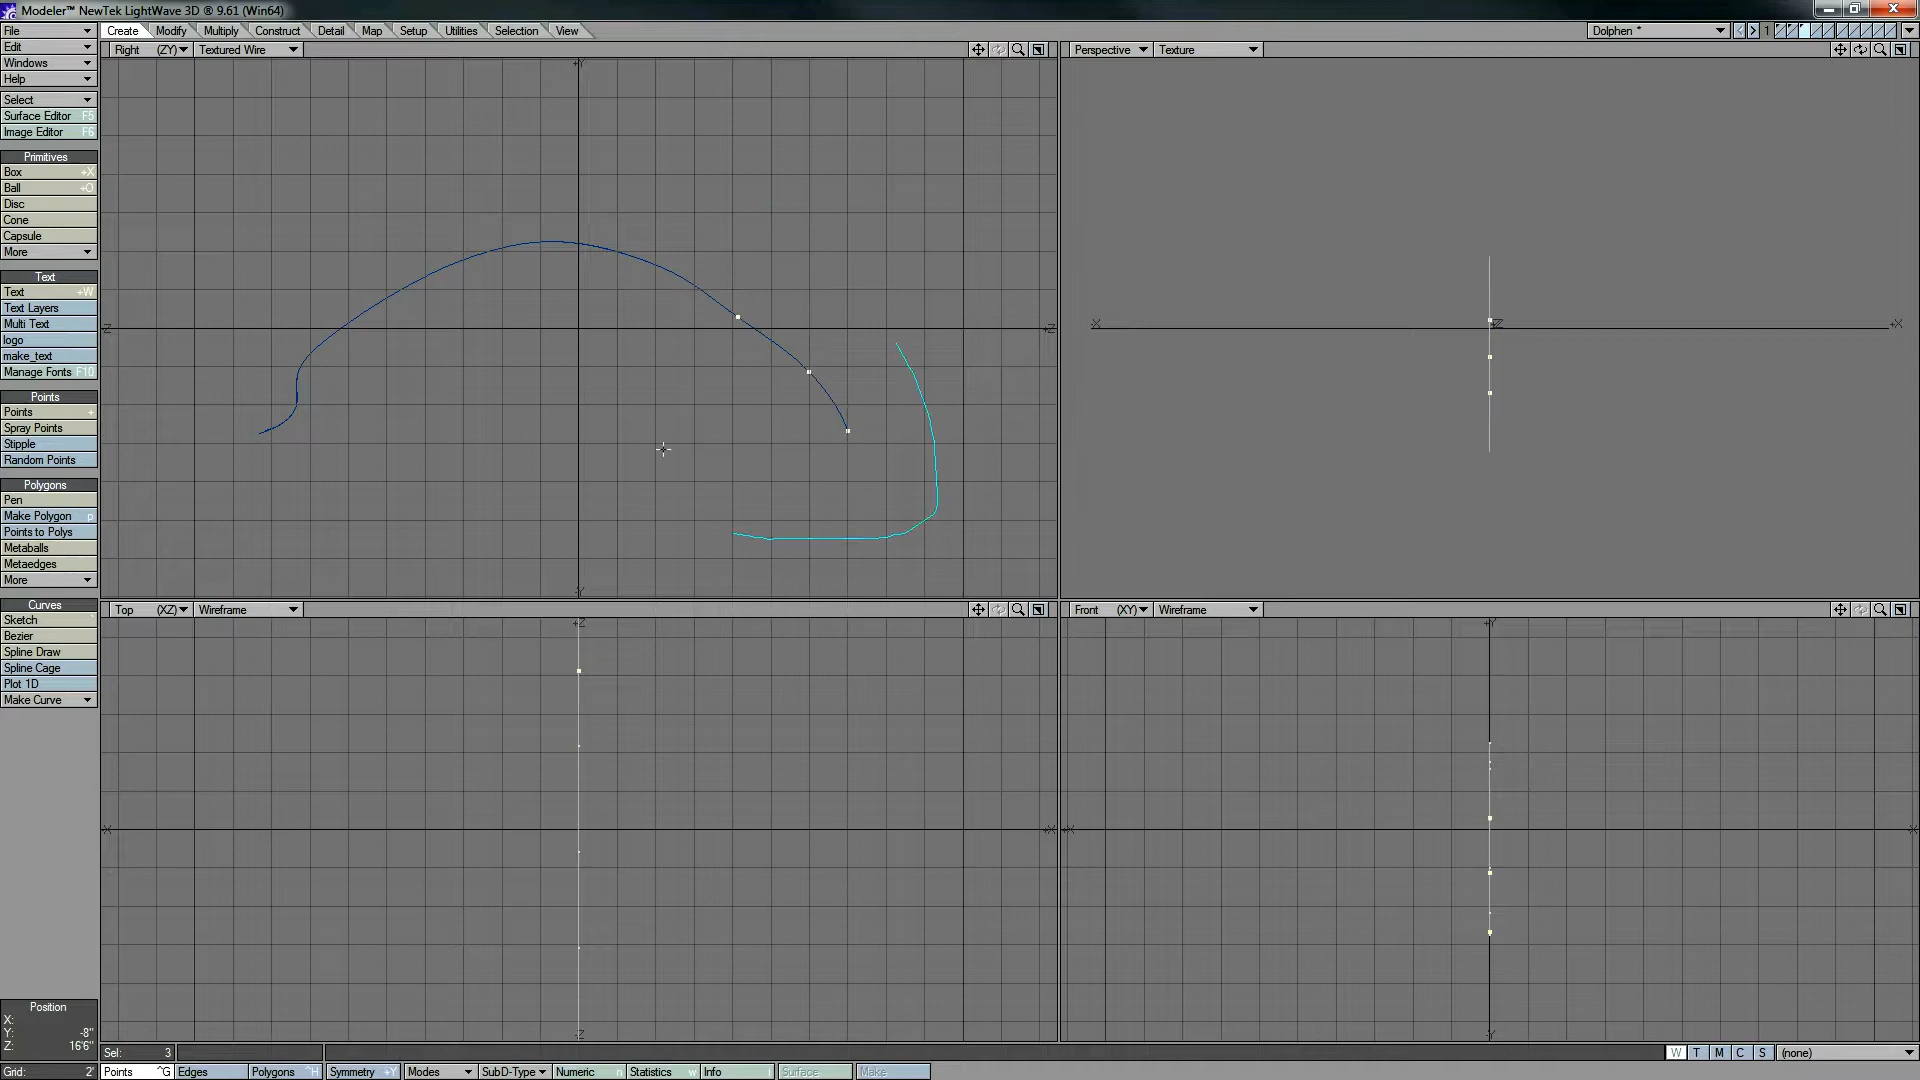 Modeler™ NewTek LightWave 3D ® 9.61 (Win64)
File
Create Modify Multiply Construct Detail Map Setup Utilities Selection View
Dolphen *
1
Edit
Windows
Help
Right (ZY) Textured Wire
Perspective Texture
Select
Surface Editor F5
Image Editor F6
Primitives
Box +X
Ball +O
Disc
Cone
Capsule
More
Text
Text +W
Text Layers
Multi Text
logo
make_text
Manage Fonts F10
Points
Points +
Spray Points
Stipple
Random Points
Polygons
Pen
Make Polygon p
Points to Polys
Metaballs
Metaedges
More
Curves
Sketch
Bezier
Spline Draw
Spline Cage
Plot 1D
Make Curve
Top (XZ) Wireframe
Front (XY) Wireframe
Position
X:
Y: -8"
Z: 16'6"
Sel: 3
W T M C S (none)
Grid: 2'
Points ^G Edges Polygons ^H Symmetry +Y Modes SubD-Type Numeric n Statistics w Info i Surface Make